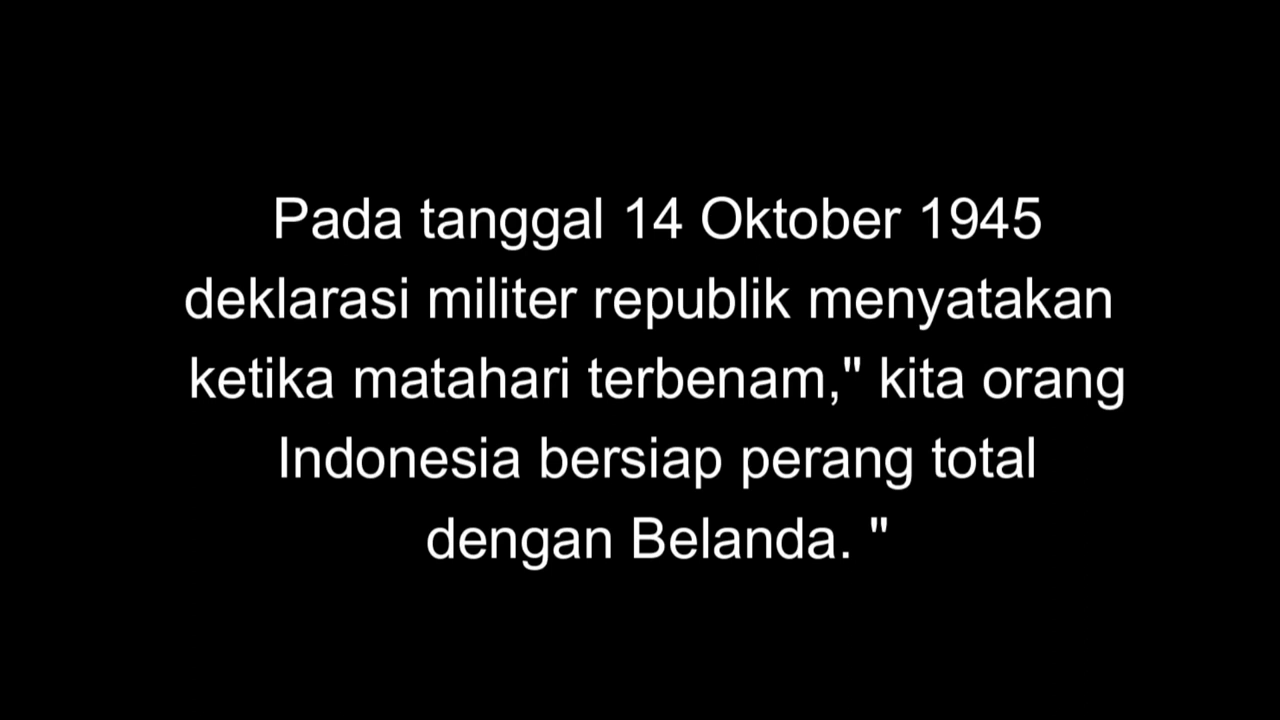 Pada tanggal 14 Oktober 1945
deklarasi militer republik menyatakan
ketika matahari terbenam," kita orang
Indonesia bersiap perang total
dengan Belanda. "